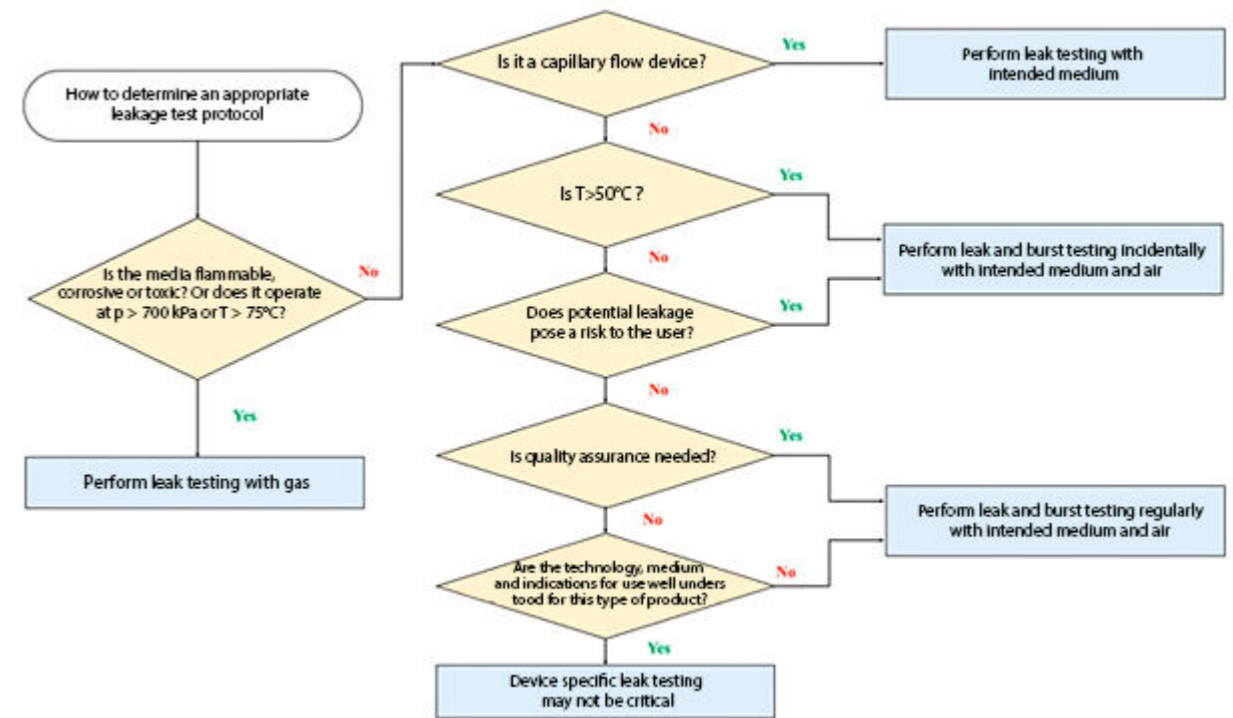 How to determine an appropriate
leakage test protocol
Is the media flammable,
corrosive or toxic? Or does it operate
at p > 700 kPa or T > 75°C?
No
Yes
Perform leak testing with gas
Is it a capillary flow device?
Yes
Perform leak testing with
intended medium
No
Is T>50°C ?
Yes
Perform leak and burst testing incidentally
with intended medium and air
No
Does potential leakage
pose a risk to the user?
Yes
No
Is quality assurance needed?
Yes
Perform leak and burst testing regularly
with intended medium and air
No
Are the technology, medium
and indications for use well unders
tood for this type of product?
No
Yes
Device specific leak testing
may not be critical